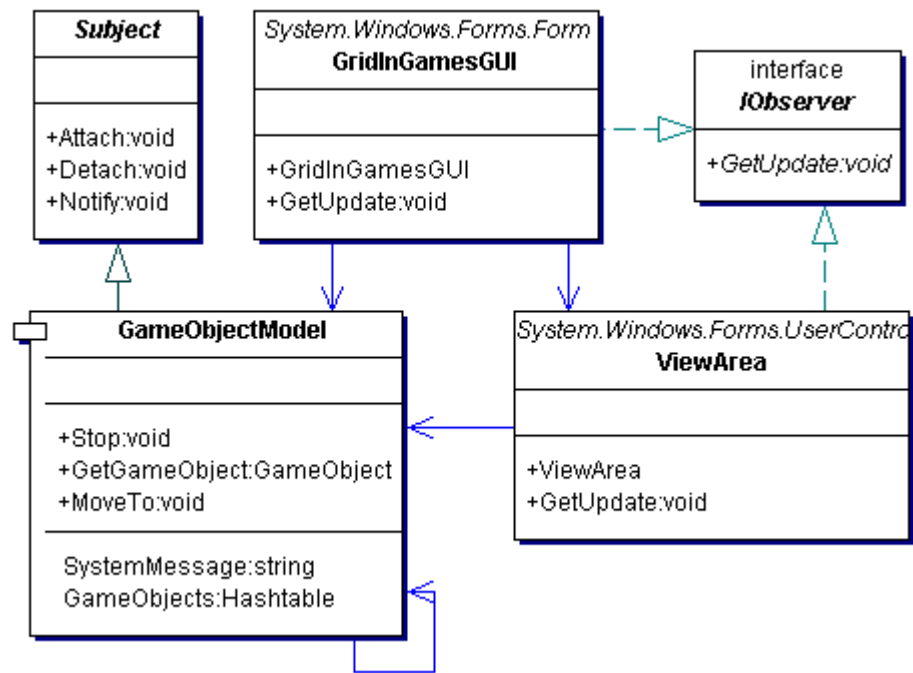 Subject
+Attach:void
+Detach:void
+Notify:void
System.Windows.Forms.Form
GridInGamesGUI
+GridInGamesGUI
+GetUpdate:void
interface
IObserver
+GetUpdate:void
GameObjectModel
+Stop:void
+GetGameObject:GameObject
+MoveTo:void
SystemMessage:string
GameObjects:Hashtable
System.Windows.Forms.UserContro
ViewArea
+ViewArea
+GetUpdate:void